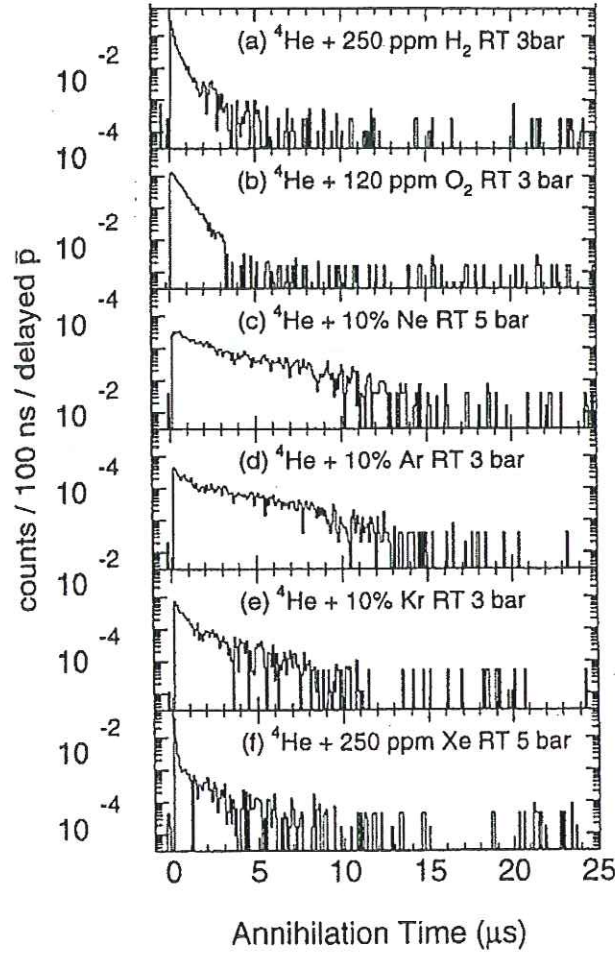 (a) ⁴He + 250 ppm H₂ RT 3bar
10⁻²
10⁻⁴
(b) ⁴He + 120 ppm O₂ RT 3 bar
10⁻²
10⁻⁴
(c) ⁴He + 10% Ne RT 5 bar
10⁻²
10⁻⁴
(d) ⁴He + 10% Ar RT 3 bar
10⁻²
10⁻⁴
(e) ⁴He + 10% Kr RT 3 bar
10⁻²
10⁻⁴
(f) ⁴He + 250 ppm Xe RT 5 bar
10⁻⁴
10
counts / 100 ns / delayed p̄
0 5 10 15 20 25
Annihilation Time (μs)